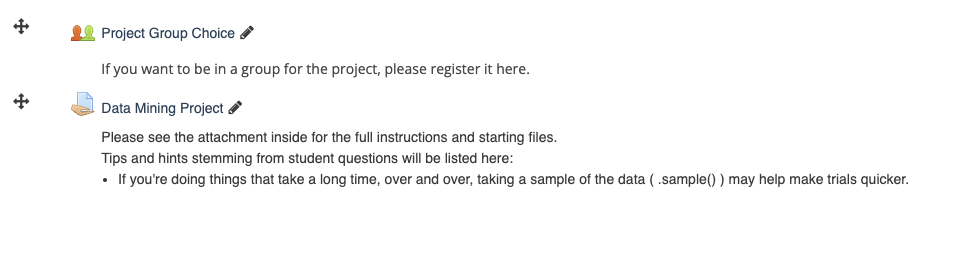 Project Group Choice
If you want to be in a group for the project, please register it here.
Data Mining Project
Please see the attachment inside for the full instructions and starting files.
Tips and hints stemming from student questions will be listed here:
• If you're doing things that take a long time, over and over, taking a sample of the data ( .sample() ) may help make trials quicker.